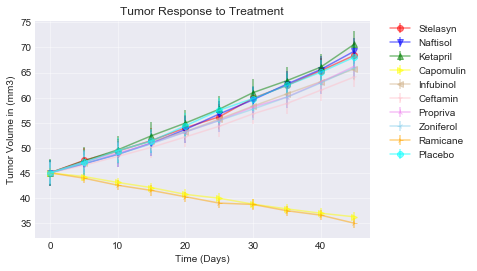 Tumor Response to Treatment
Tumor Volume in (mm3)
75
70
65
60
55
50
45
40
35
0
10
20
30
40
Time (Days)
Stelasyn
Naftisol
Ketapril
Capomulin
Infubinol
Ceftamin
Propriva
Zoniferol
Ramicane
Placebo